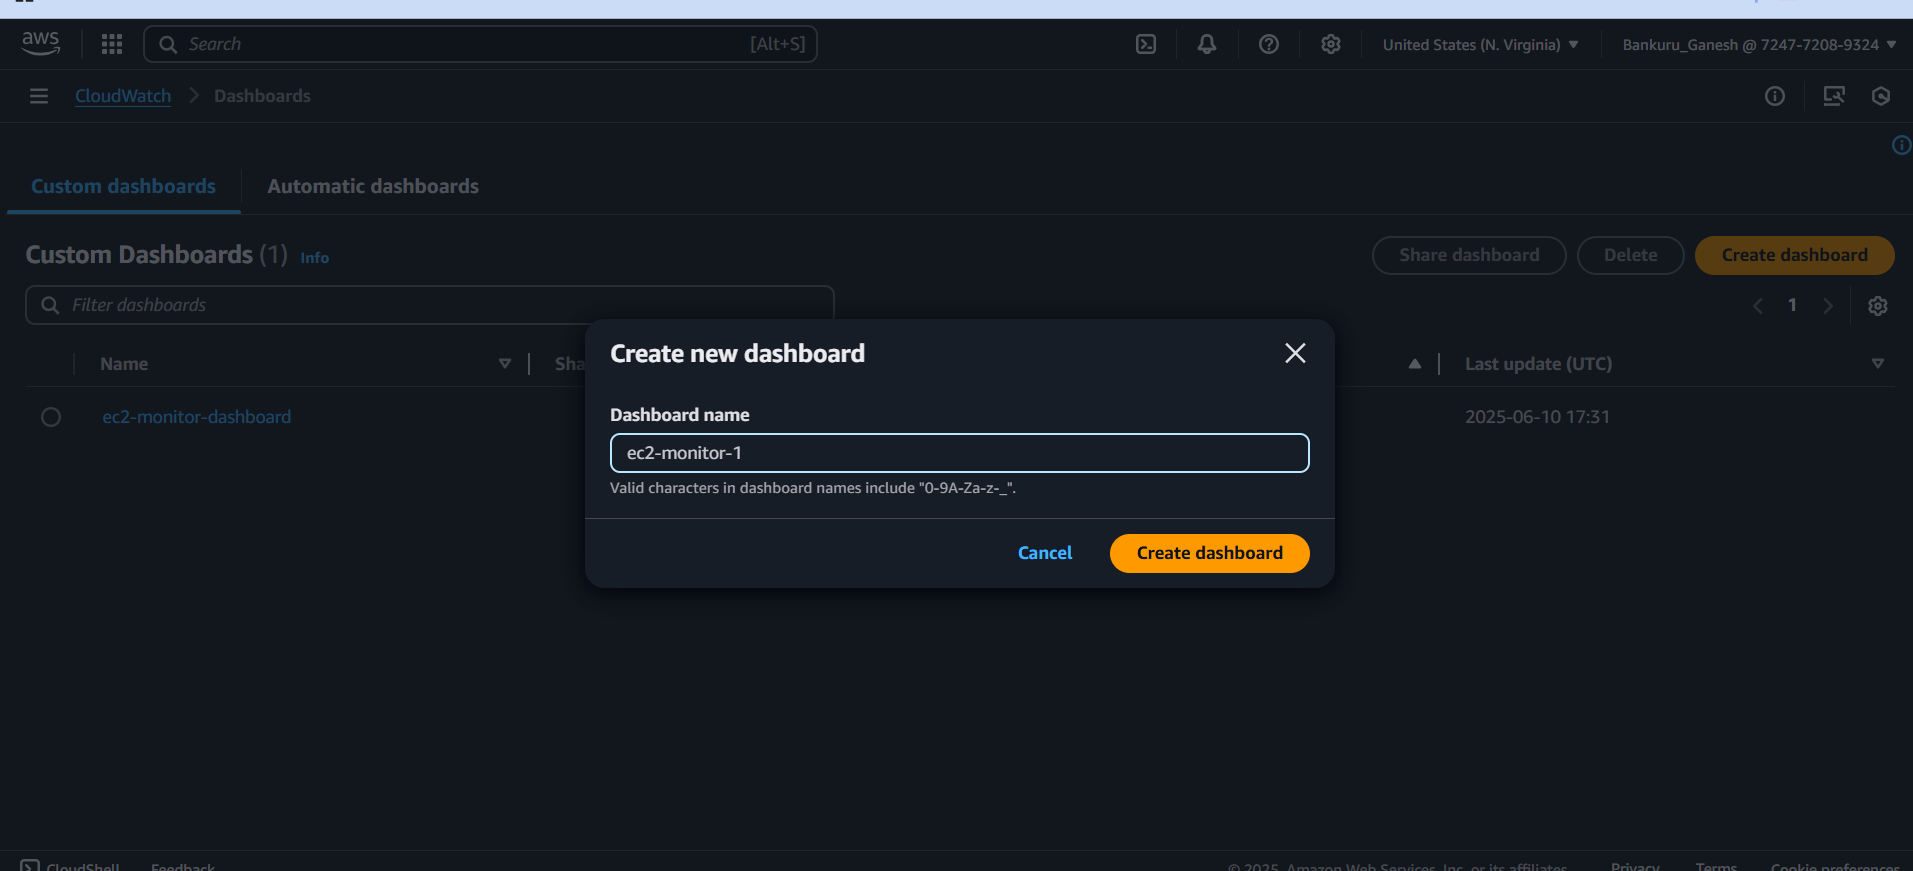 aws
Search
[Alt+S]
United States (N. Virginia)
Bankuru_Ganesh @ 7247-7208-9324
CloudWatch
Dashboards
Custom dashboards
Automatic dashboards
Custom Dashboards (1)
Info
Share dashboard
Delete
Create dashboard
Filter dashboards
1
Name
Sha
Last update (UTC)
ec2-monitor-dashboard
2025-06-10 17:31
Create new dashboard
Dashboard name
ec2-monitor-1
Valid characters in dashboard names include "0-9A-Za-z-_".
Cancel
Create dashboard
CloudShell
Feedback
© 2025, Amazon Web Services, Inc. or its affiliates.
Privacy
Terms
Cookie preferences